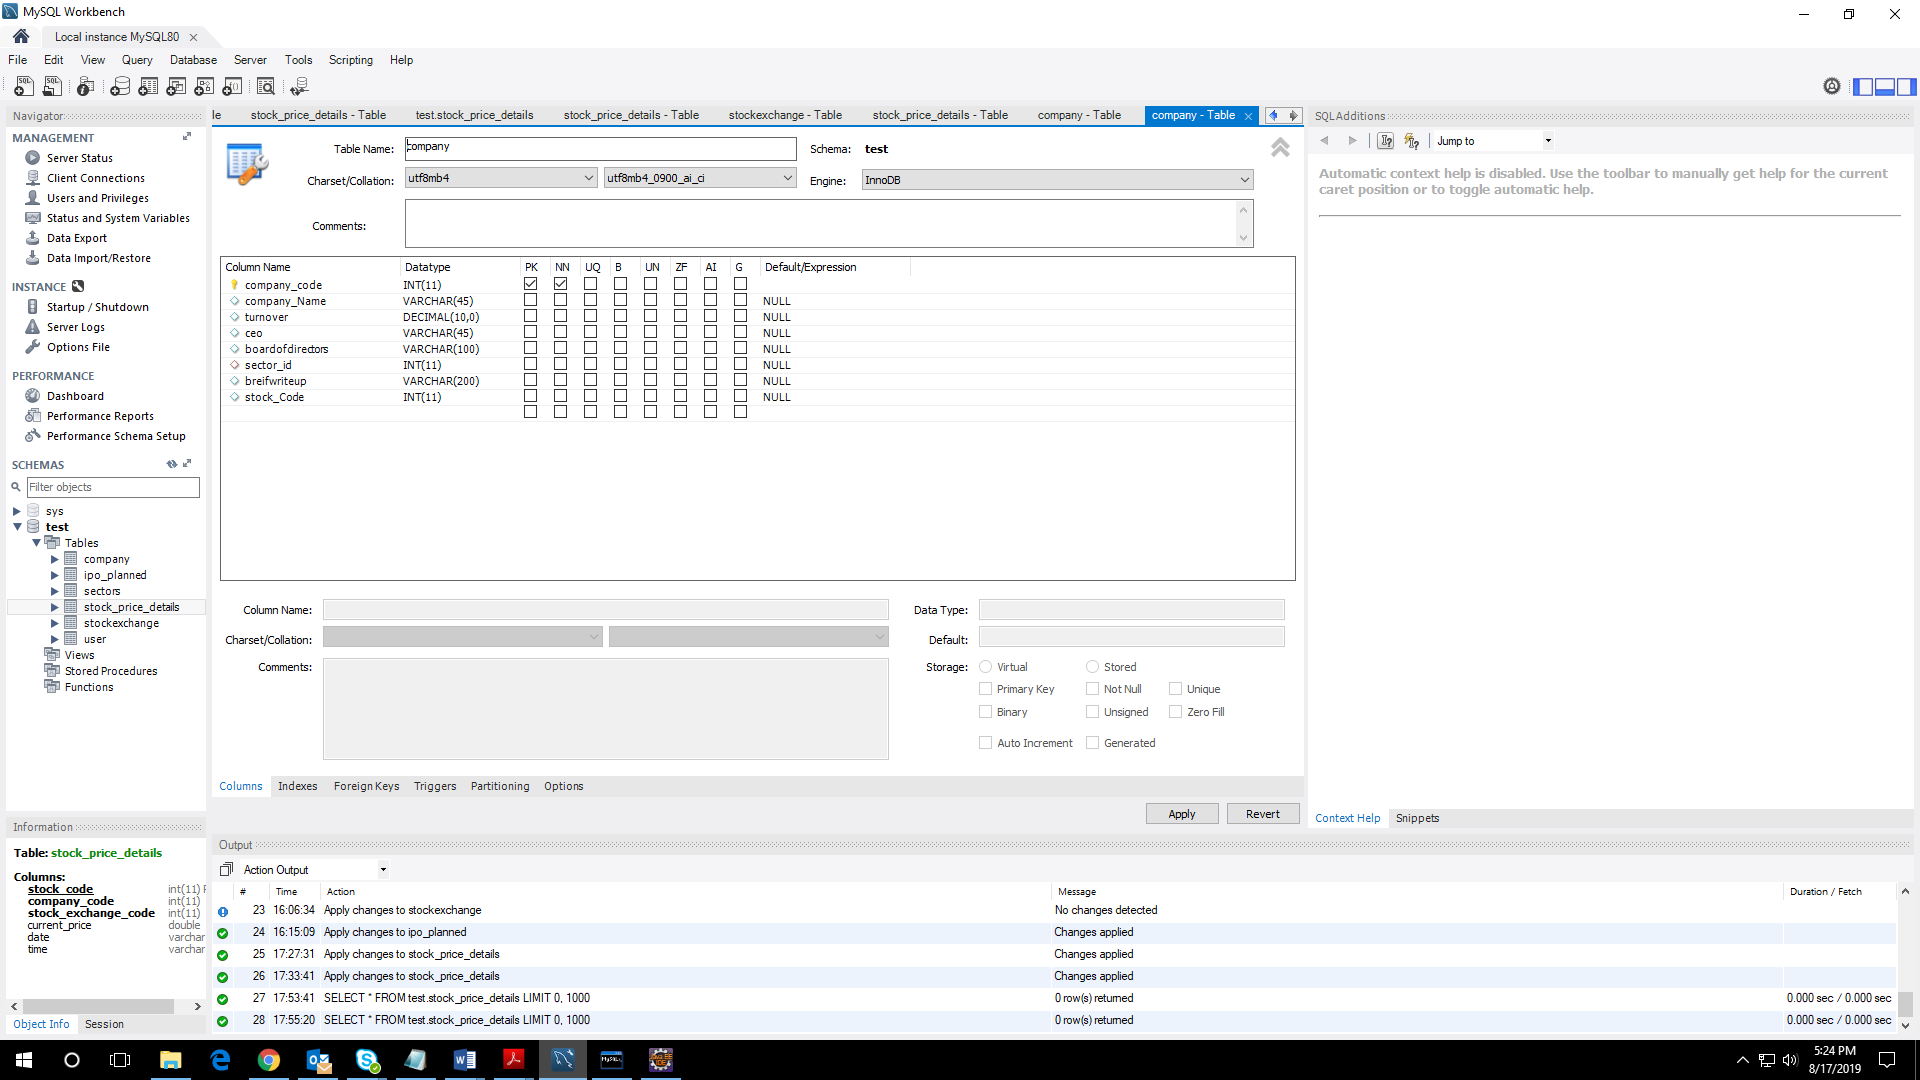 MySQL Workbench
Local instance MySQL80
File Edit View Query Database Server Tools Scripting Help
Navigator
MANAGEMENT
Server Status
Client Connections
Users and Privileges
Status and System Variables
Data Export
Data Import/Restore
INSTANCE
Startup / Shutdown
Server Logs
Options File
PERFORMANCE
Dashboard
Performance Reports
Performance Schema Setup
SCHEMAS
Filter objects
sys
test
Tables
company
ipo_planned
sectors
stock_price_details
stockexchange
user
Views
Stored Procedures
Functions
Information
Table: stock_price_details
Columns:
stock_code int(11) P
company_code int(11)
stock_exchange_code int(11)
current_price double
date varchar
time varchar
Object Info Session
le stock_price_details - Table test.stock_price_details stock_price_details - Table stockexchange - Table stock_price_details - Table company - Table company - Table
Table Name: company Schema: test
Charset/Collation: utf8mb4 utf8mb4_0900_ai_ci Engine: InnoDB
Comments:
Column Name Datatype PK NN UQ B UN ZF AI G Default/Expression
company_code INT(11)
company_Name VARCHAR(45) NULL
turnover DECIMAL(10,0) NULL
ceo VARCHAR(45) NULL
boardofdirectors VARCHAR(100) NULL
sector_id INT(11) NULL
breifwriteup VARCHAR(200) NULL
stock_Code INT(11) NULL
Column Name: Data Type:
Charset/Collation: Default:
Comments: Storage: Virtual Stored
Primary Key Not Null Unique
Binary Unsigned Zero Fill
Auto Increment Generated
Columns Indexes Foreign Keys Triggers Partitioning Options
Apply Revert
SQLAdditions
Jump to
Automatic context help is disabled. Use the toolbar to manually get help for the current
caret position or to toggle automatic help.
Context Help Snippets
Output
Action Output
# Time Action Message Duration / Fetch
23 16:06:34 Apply changes to stockexchange No changes detected
24 16:15:09 Apply changes to ipo_planned Changes applied
25 17:27:31 Apply changes to stock_price_details Changes applied
26 17:33:41 Apply changes to stock_price_details Changes applied
27 17:53:41 SELECT * FROM test.stock_price_details LIMIT 0, 1000 0 row(s) returned 0.000 sec / 0.000 sec
28 17:55:20 SELECT * FROM test.stock_price_details LIMIT 0, 1000 0 row(s) returned 0.000 sec / 0.000 sec
5:24 PM
8/17/2019